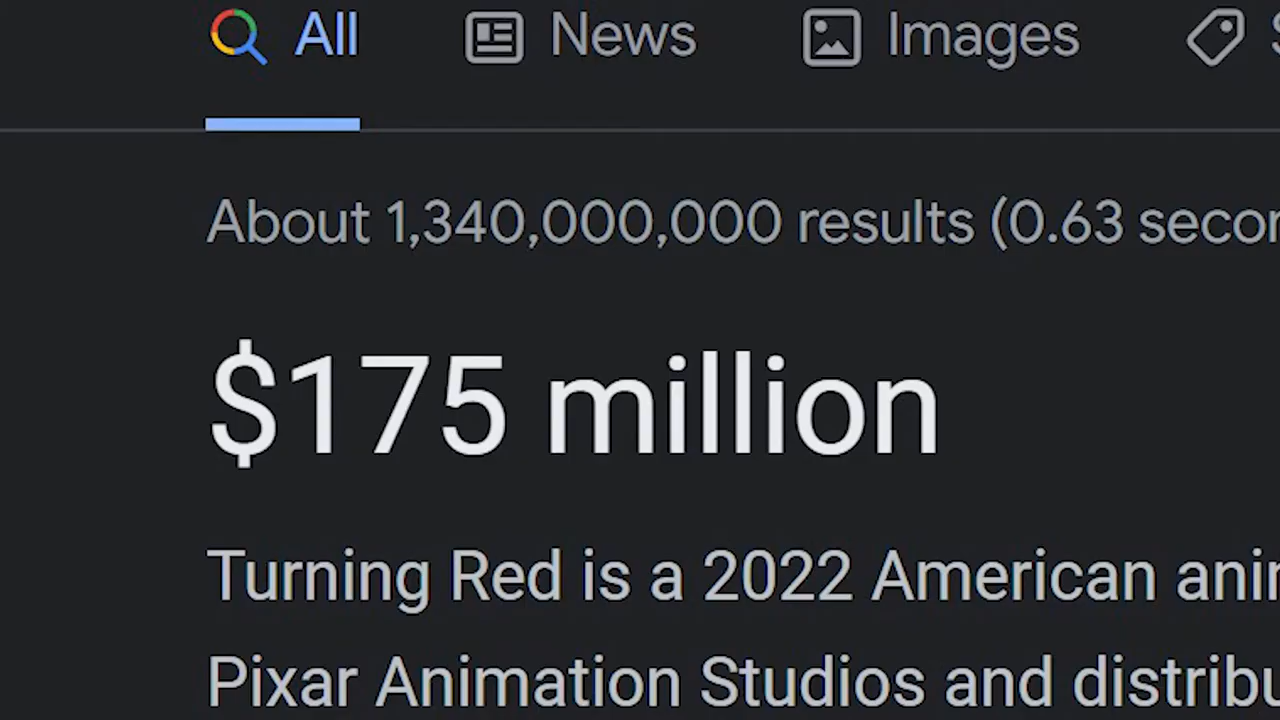 All News Images
About 1,340,000,000 results (0.63
$175 million
Turning Red is a 2022 American
Pixar Animation Studios and